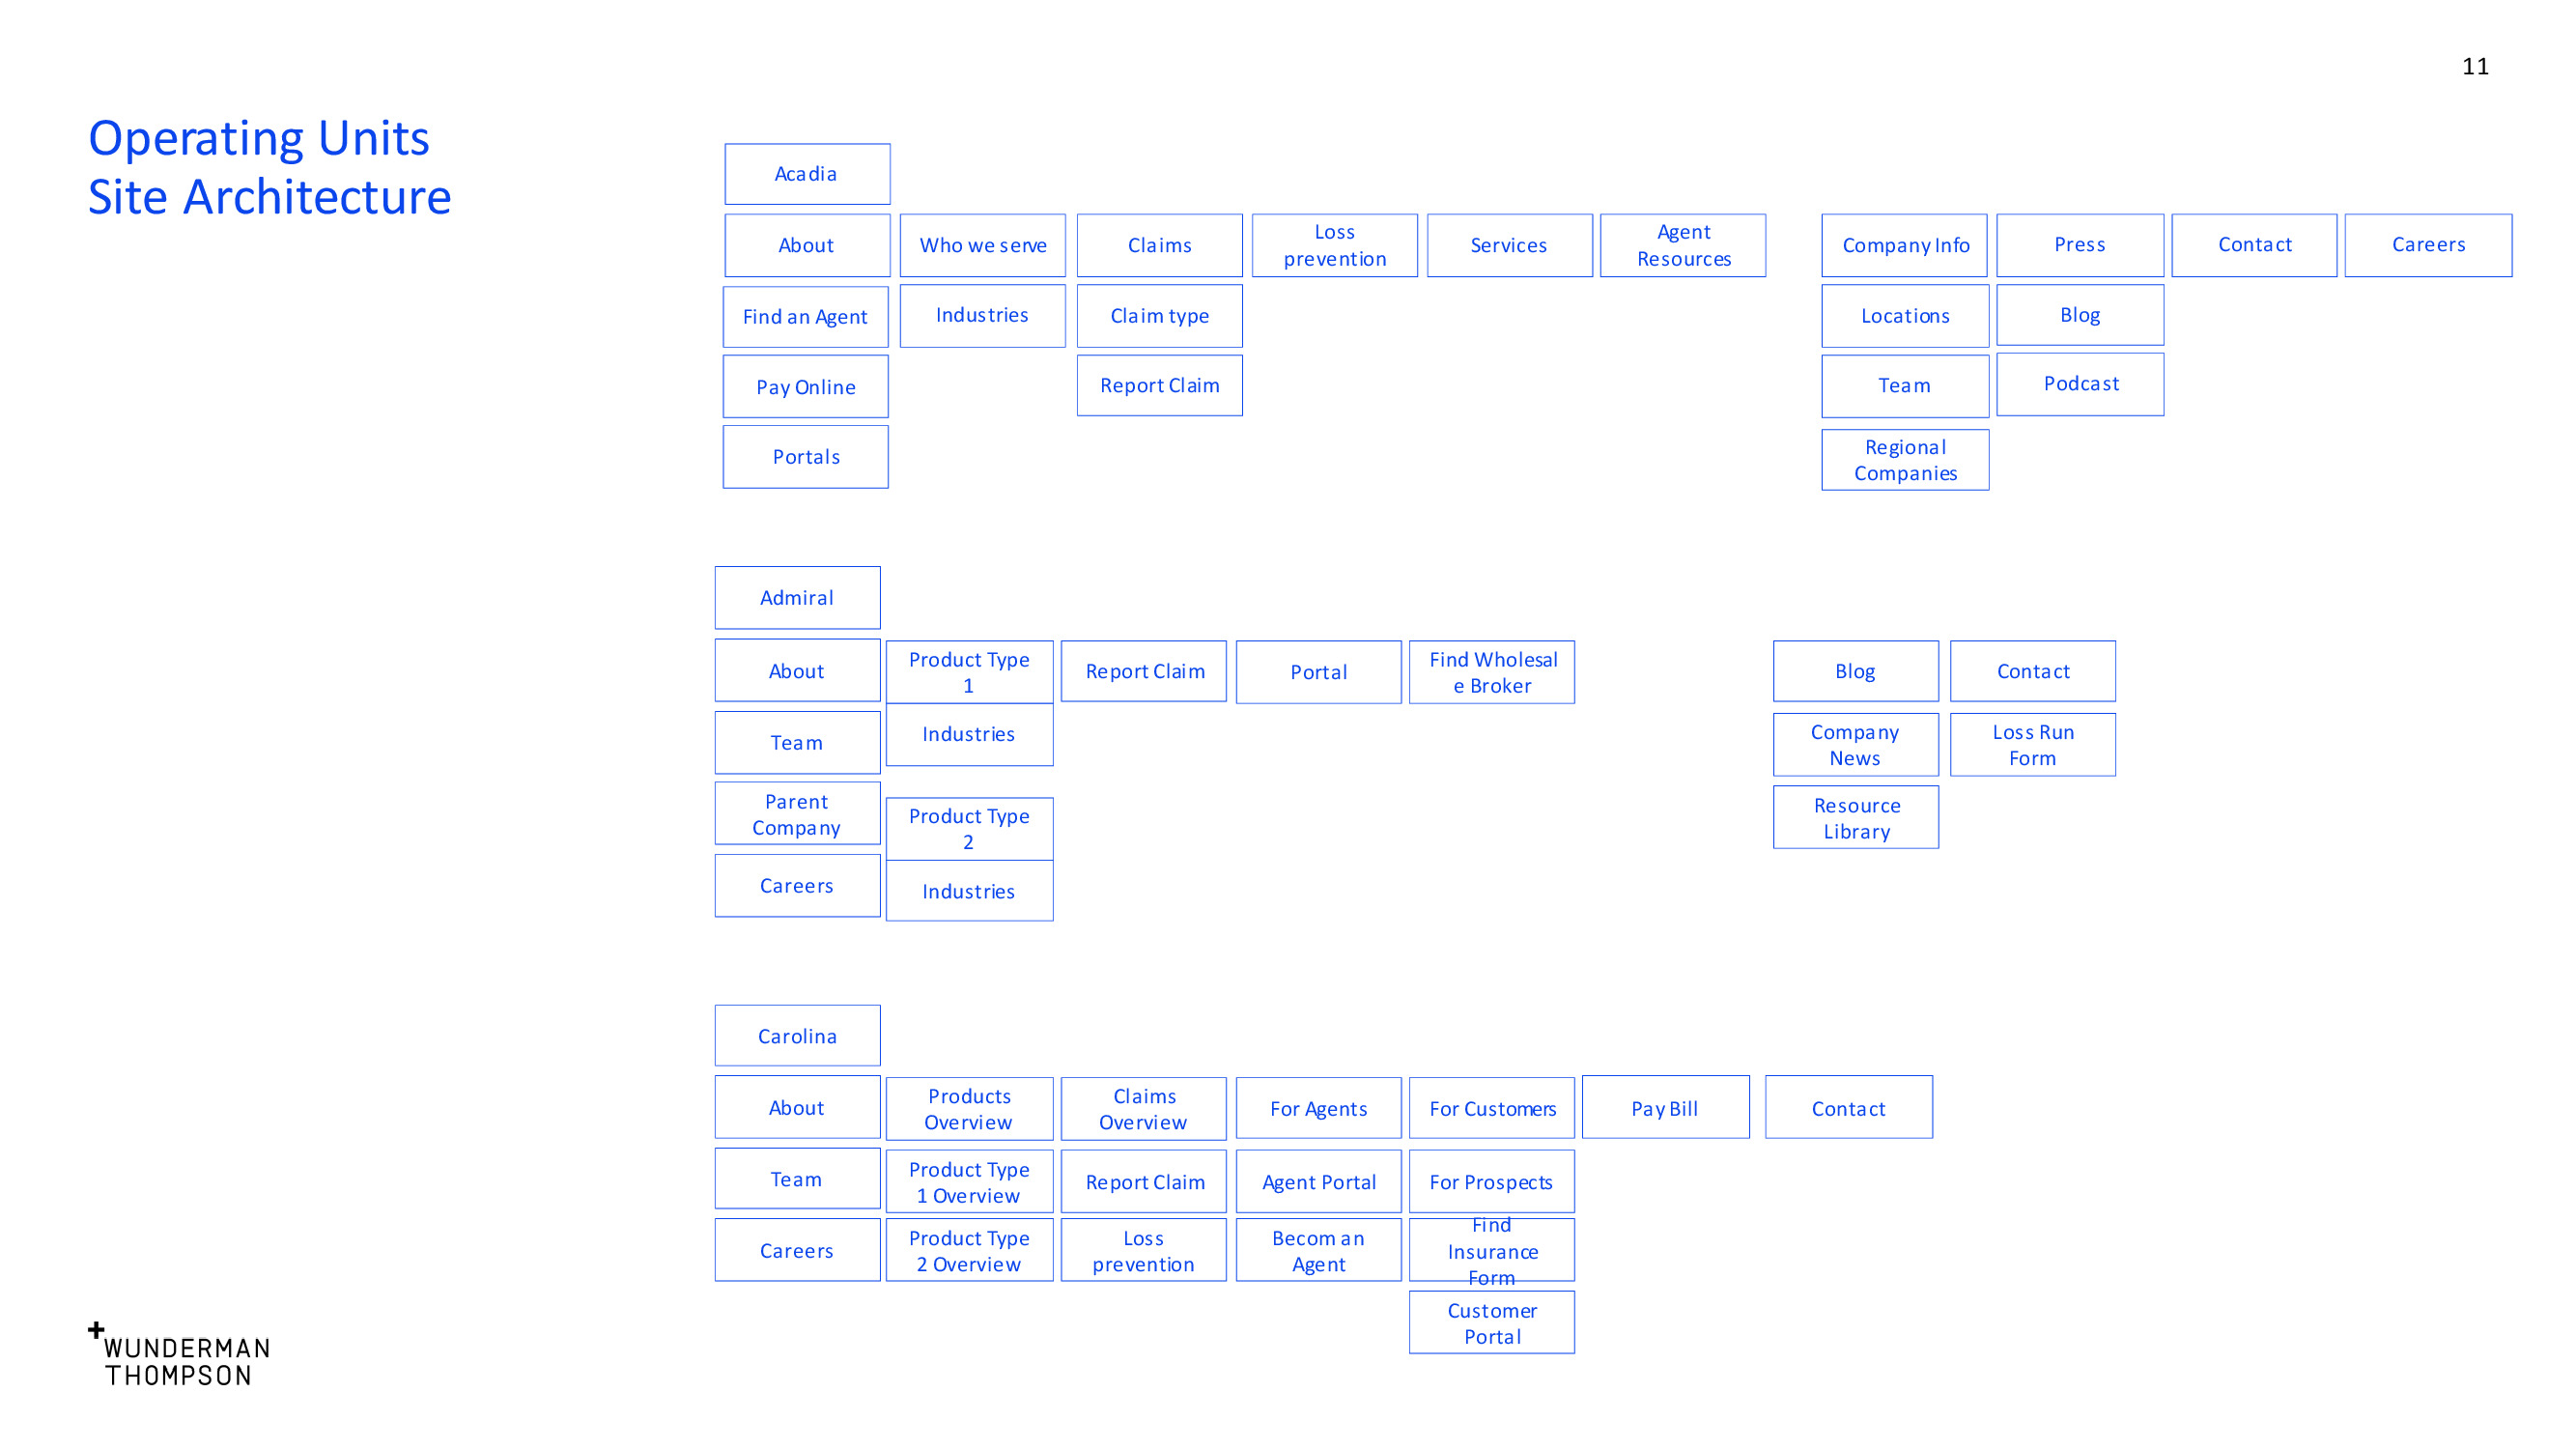 11
Operating Units
Site Architecture
Acadia
About
Who we serve
Claims
Loss
prevention
Services
Agent
Resources
Company Info
Press
Contact
Careers
Find an Agent
Industries
Claim type
Locations
Blog
Pay Online
Report Claim
Team
Podcast
Portals
Regional
Companies
Admiral
About
Product Type
1
Report Claim
Portal
Find Wholesal
e Broker
Blog
Contact
Team
Industries
Company
News
Loss Run
Form
Parent
Company
Product Type
2
Resource
Library
Careers
Industries
Carolina
About
Products
Overview
Claims
Overview
For Agents
For Customers
Pay Bill
Contact
Team
Product Type
1 Overview
Report Claim
Agent Portal
For Prospects
Careers
Product Type
2 Overview
Loss
prevention
Becom an
Agent
Find
Insurance
Form
Customer
Portal
WUNDERMAN
THOMPSON